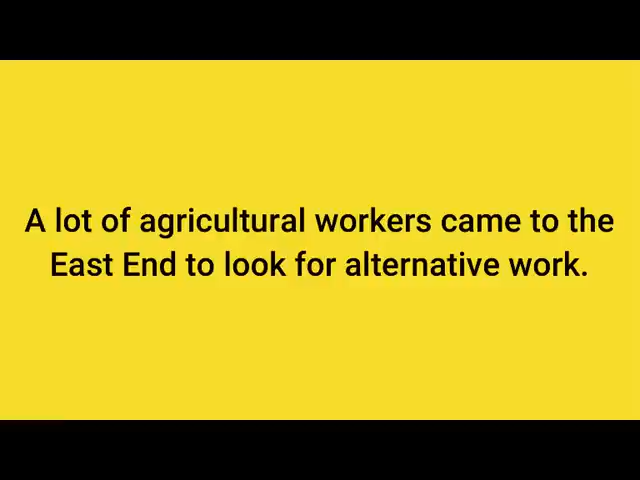 A lot of agricultural workers came to the
East End to look for alternative work.